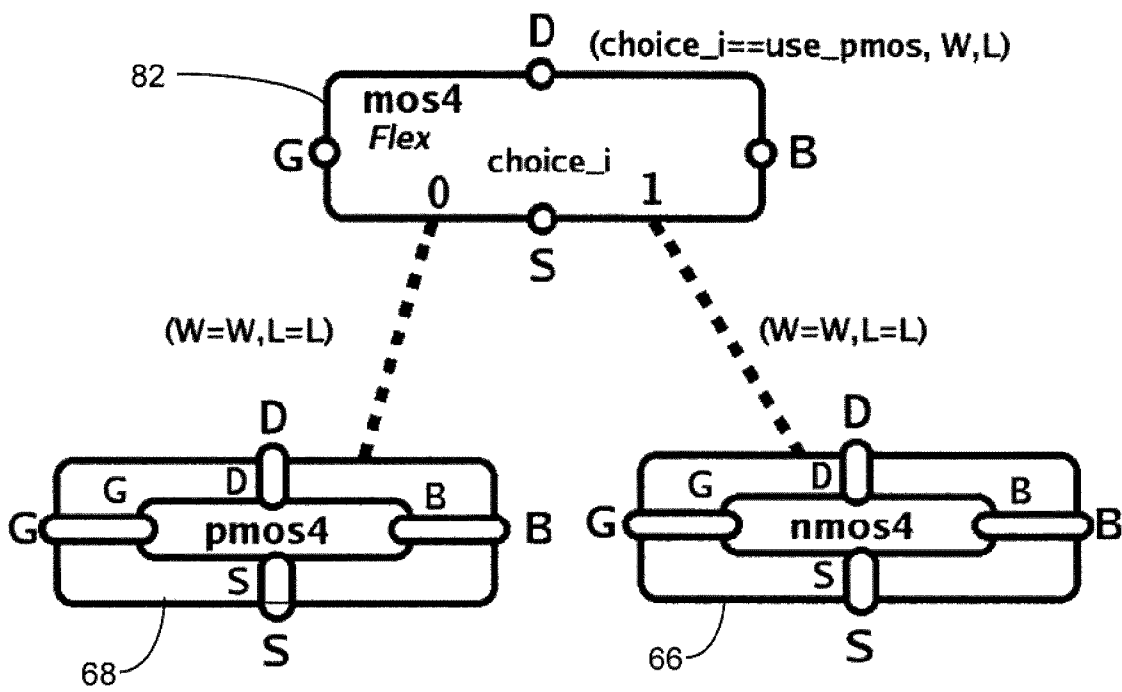 D
(choice_i==use_pmos, W,L)
82
mos4
Flex
G
B
choice_i
0
1
S
(W=W,L=L)
(W=W,L=L)
D
D
G
D
B
G
D
B
G
pmos4
B
G
nmos4
B
S
S
S
S
68
66